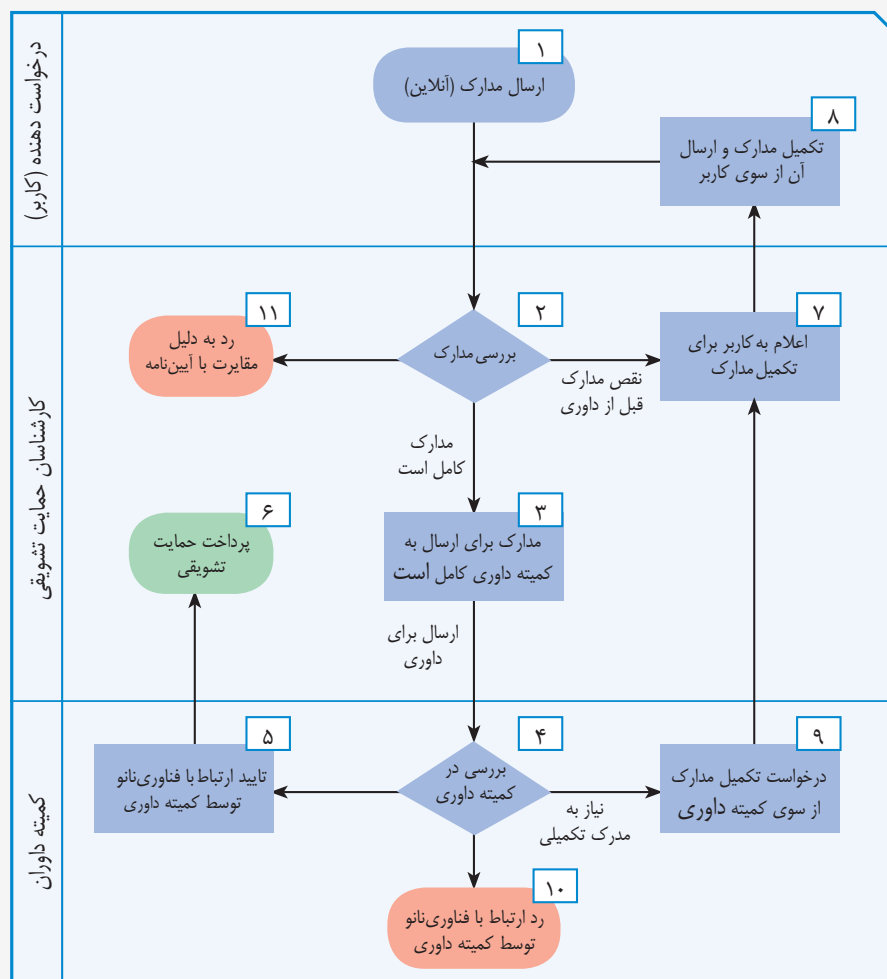 درخواست دهنده (کاربر)
۱
ارسال مدارک (آنلاین)
۸
تکمیل مدارک و ارسال
آن از سوی کاربر
کارشناسان حمایت تشویقی
۱۱
رد به دلیل
مقایرت با آیین‌نامه
۲
بررسی مدارک
نقص مدارک
قبل از داوری
۷
اعلام به کاربر برای
تکمیل مدارک
مدارک
کامل است
۶
پرداخت حمایت
تشویقی
۳
مدارک برای ارسال به
کمیته داوری کامل است
ارسال برای
داوری
کمیته داوران
۵
تایید ارتباط با فناوری‌نانو
توسط کمیته داوری
۴
بررسی در
کمیته داوری
نیاز به
مدرک تکمیلی
۹
درخواست تکمیل مدارک
از سوی کمیته داوری
۱۰
رد ارتباط با فناوری‌نانو
توسط کمیته داوری